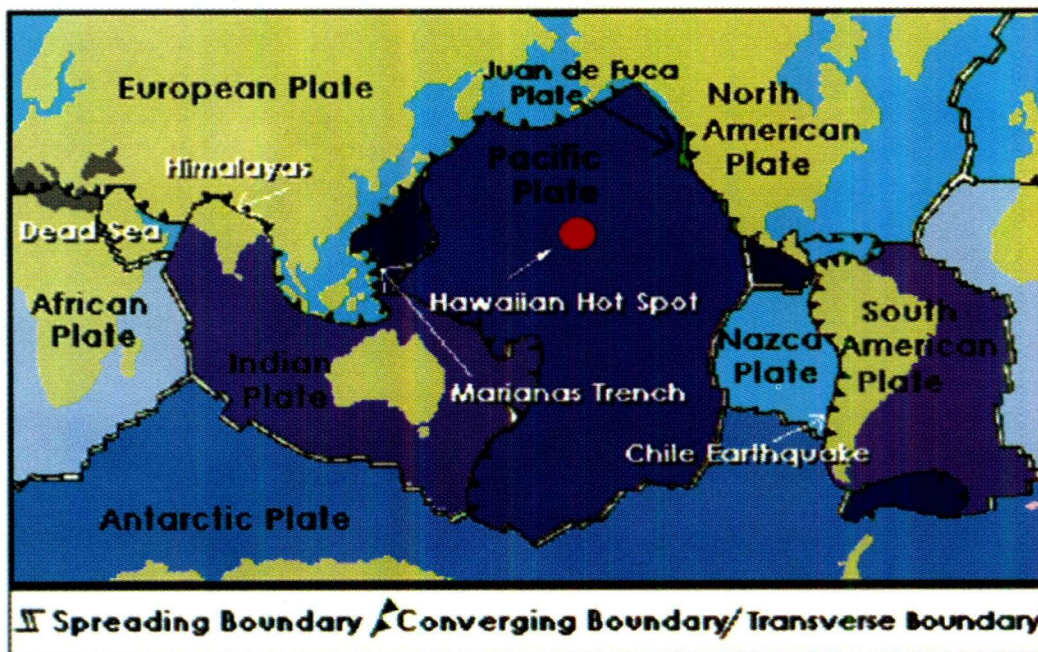 Juan de Fuca
Plate
European Plate
North
American
Plate
Pacific
Plate
Himalayas
Dead Sea
African
Plate
Hawaiian Hot Spot
South
American
Plate
Nazca
Plate
Indian
Plate
Marianas Trench
Chile Earthquake
Antarctic Plate
Spreading Boundary Converging Boundary/ Transverse Boundary